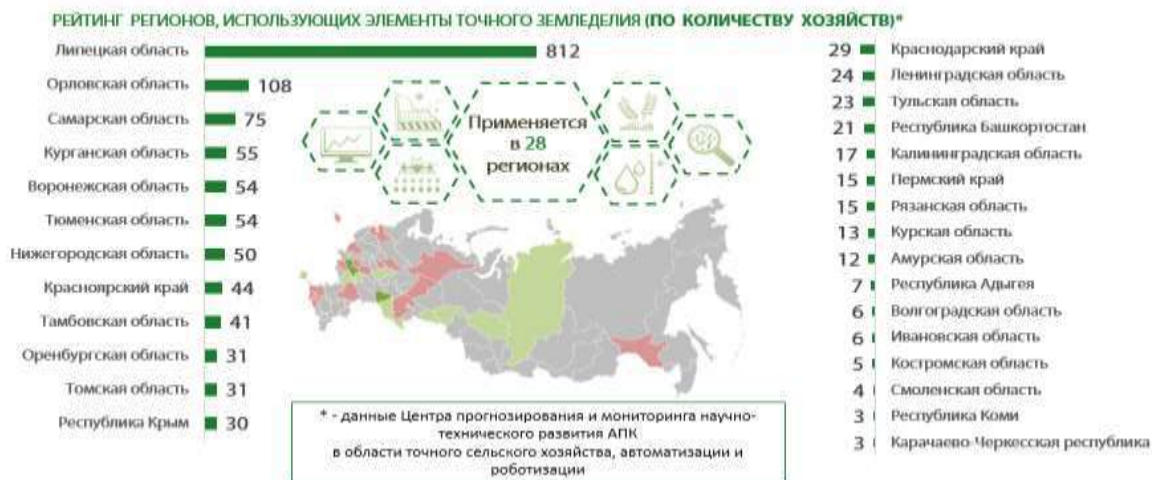 РЕЙТИНГ РЕГИОНОВ, ИСПОЛЬЗУЮЩИХ ЭЛЕМЕНТЫ ТОЧНОГО ЗЕМЛЕДЕЛИЯ (ПО КОЛИЧЕСТВУ ХОЗЯЙСТВ)*
Липецкая область 812
Орловская область 108
Самарская область 75
Курганская область 55
Воронежская область 54
Тюменская область 54
Нижегородская область 50
Красноярский край 44
Тамбовская область 41
Оренбургская область 31
Томская область 31
Республика Крым 30
Применяется
в 28
регионах
29 Краснодарский край
24 Ленинградская область
23 Тульская область
21 Республика Башкортостан
17 Калининградская область
15 Пермский край
15 Рязанская область
13 Курская область
12 Амурская область
7 Республика Адыгея
6 Волгоградская область
6 Ивановская область
5 Костромская область
4 Смоленская область
3 Республика Коми
3 Карачаево-Черкесская республика
* - данные Центра прогнозирования и мониторинга научно-
технического развития АПК
в области точного сельского хозяйства, автоматизации и
роботизации